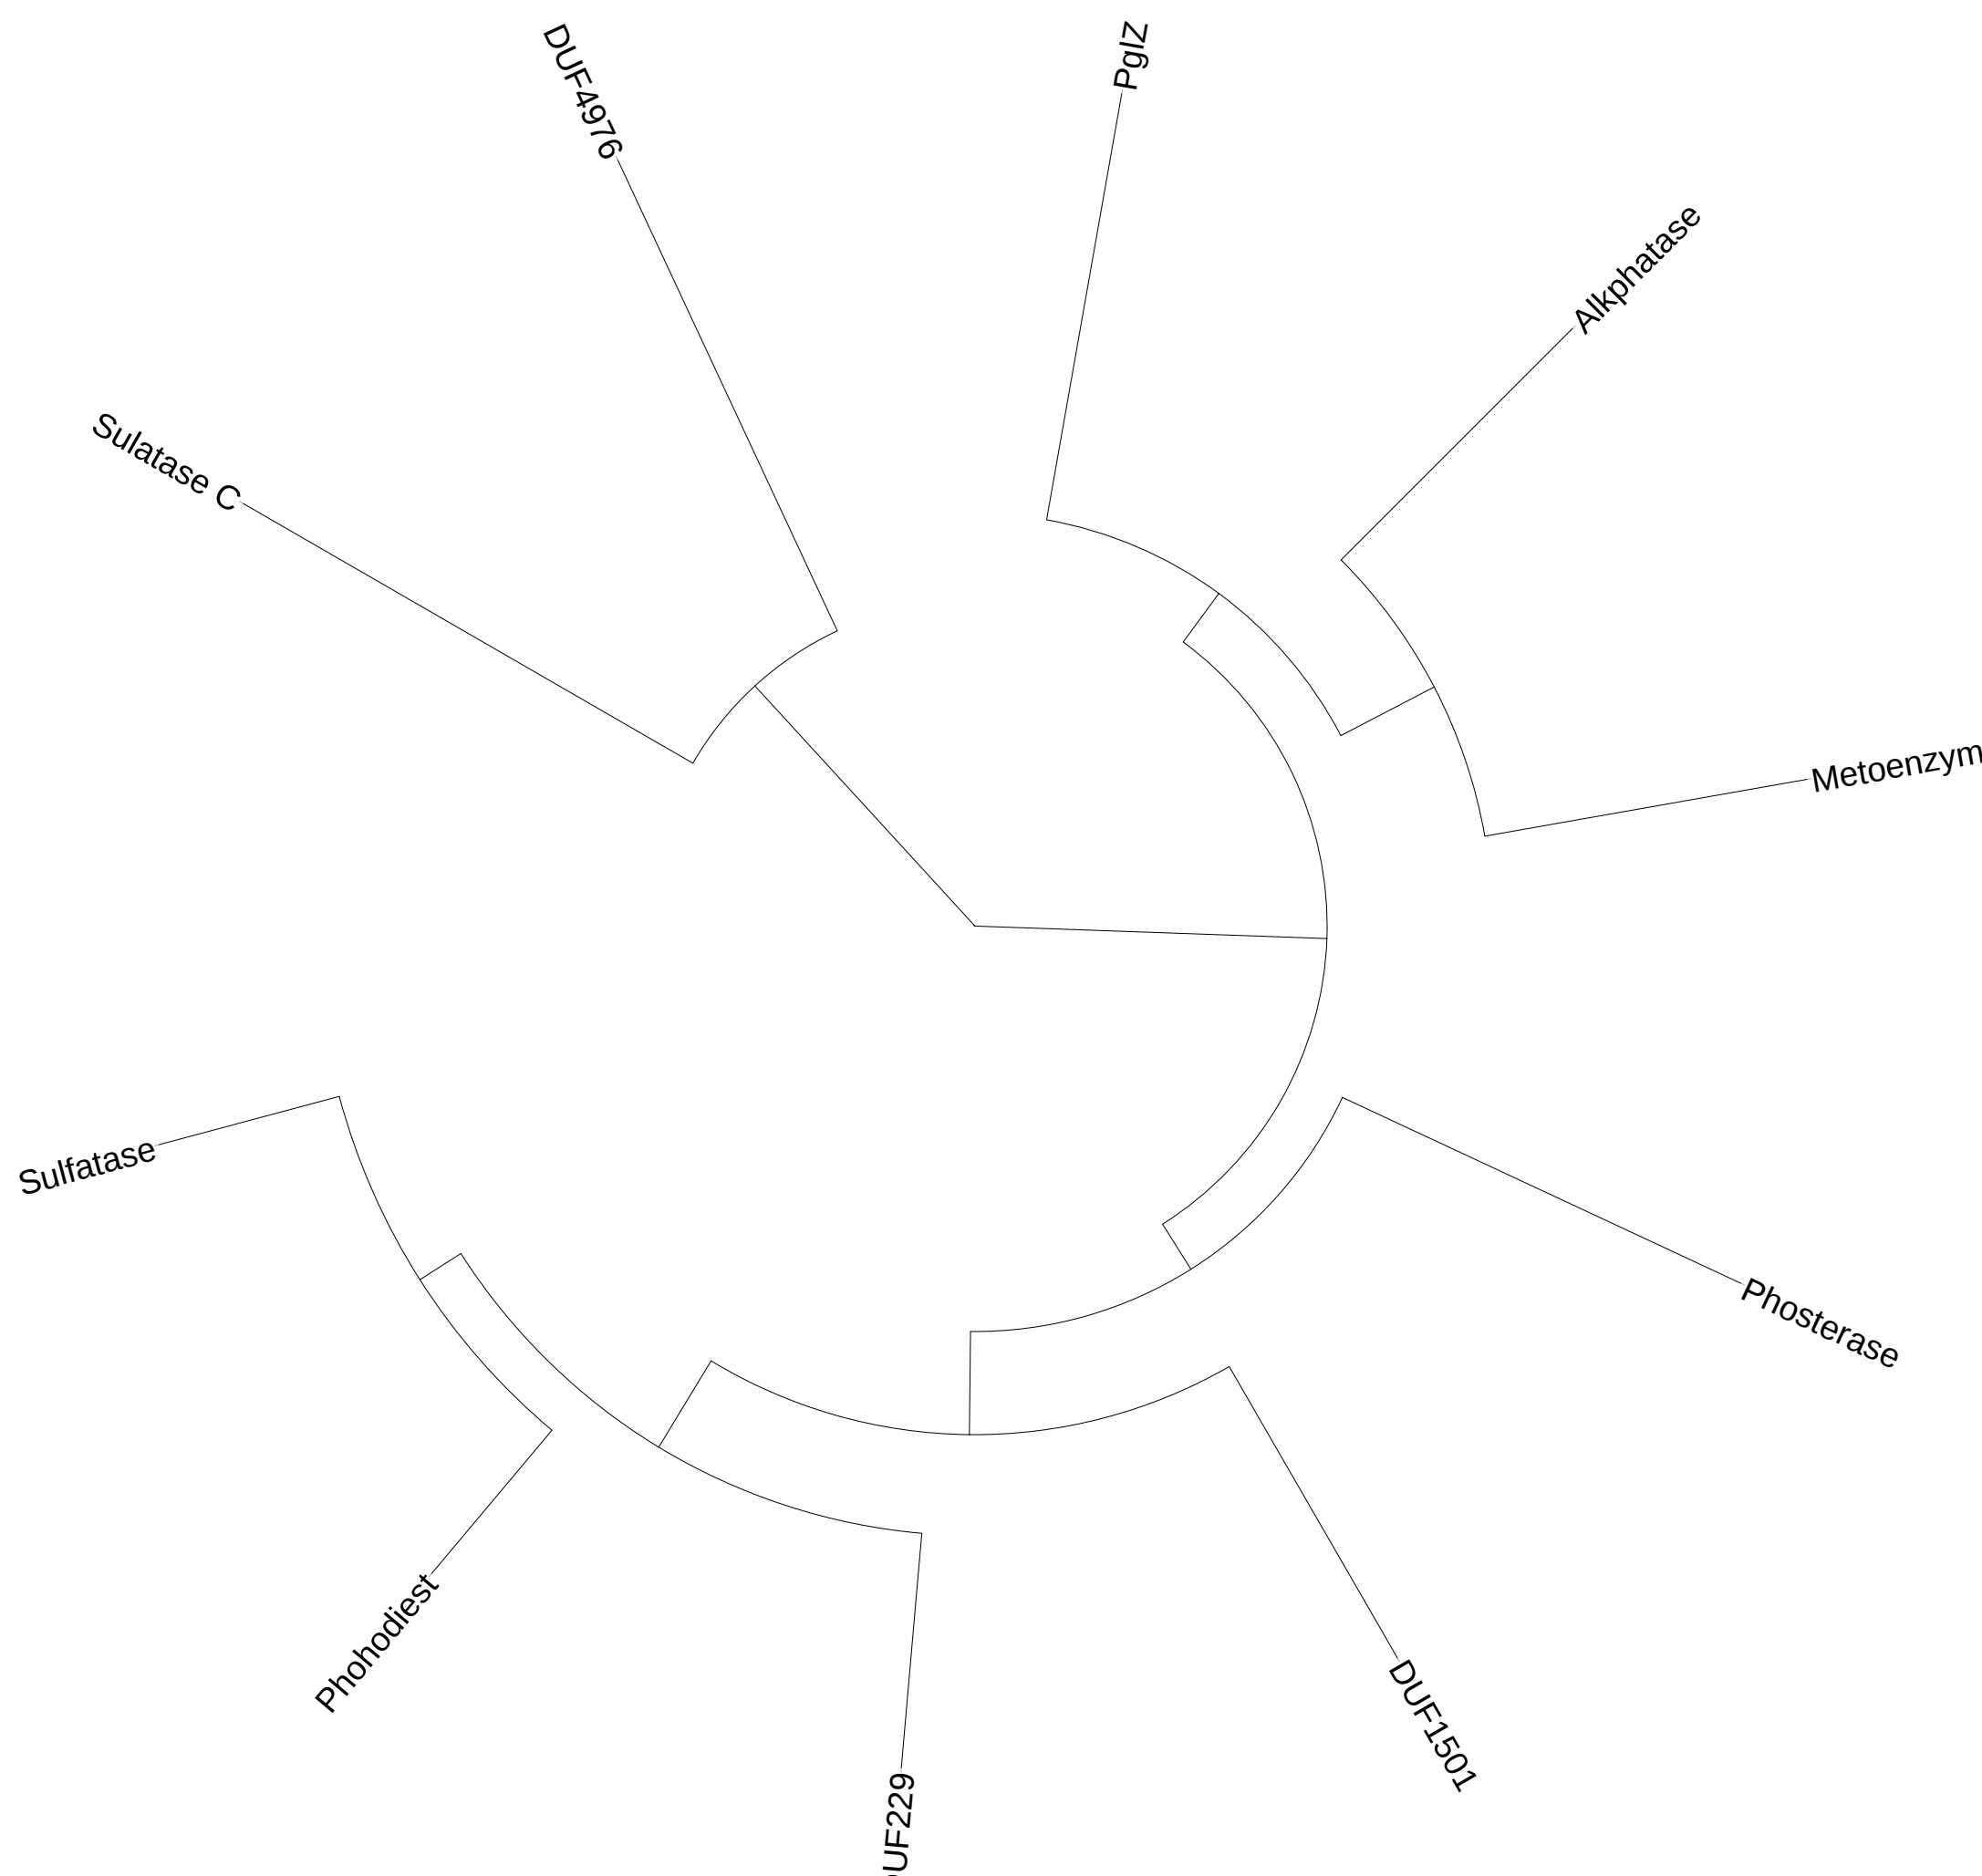 DUF4976
PglZ
Alkphatase
Sulatase C
Metoenzym
Sulfatase
Phosterase
Phohodiest
DUF1501
UF229